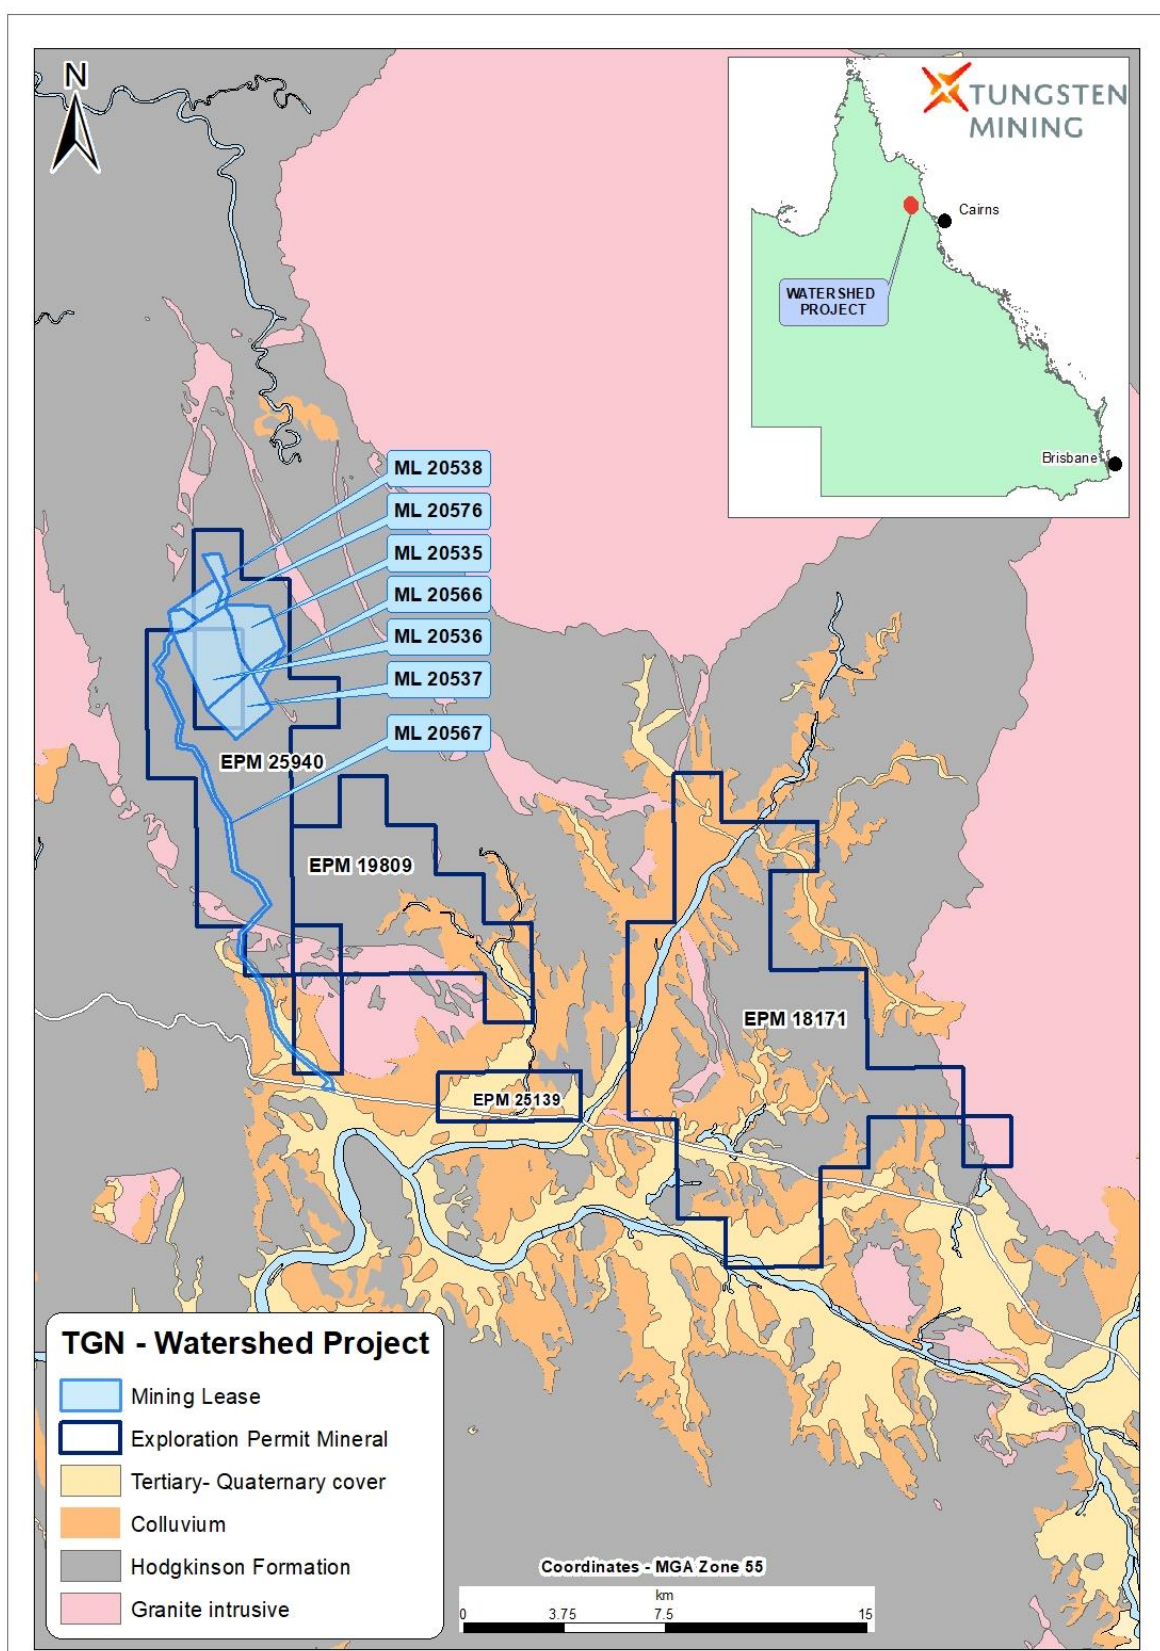 N
TUNGSTEN
MINING
Cairns
WATERSHED
PROJECT
Brisbane
ML 20538
ML 20576
ML 20535
ML 20566
ML 20536
ML 20537
ML 20567
EPM 25940
EPM 19809
EPM 18171
EPM 25139
TGN - Watershed Project
Mining Lease
Exploration Permit Mineral
Tertiary- Quaternary cover
Colluvium
Hodgkinson Formation
Granite intrusive
Coordinates - MGA Zone 55
km
0 3.75 7.5 15